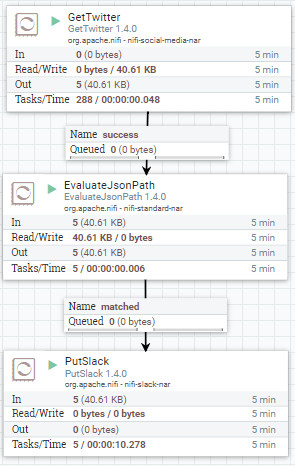 GetTwitter
GetTwitter 1.4.0
org.apache.nifi - nifi-social-media-nar
In 0 (0 bytes) 5 min
Read/Write 0 bytes / 40.61 KB 5 min
Out 5 (40.61 KB) 5 min
Tasks/Time 288 / 00:00:00.048 5 min
Name success
Queued 0 (0 bytes)
EvaluateJsonPath
EvaluateJsonPath 1.4.0
org.apache.nifi - nifi-standard-nar
In 5 (40.61 KB) 5 min
Read/Write 40.61 KB / 0 bytes 5 min
Out 5 (40.61 KB) 5 min
Tasks/Time 5 / 00:00:00.006 5 min
Name matched
Queued 0 (0 bytes)
PutSlack
PutSlack 1.4.0
org.apache.nifi - nifi-slack-nar
In 5 (40.61 KB) 5 min
Read/Write 0 bytes / 0 bytes 5 min
Out 0 (0 bytes) 5 min
Tasks/Time 5 / 00:00:10.278 5 min